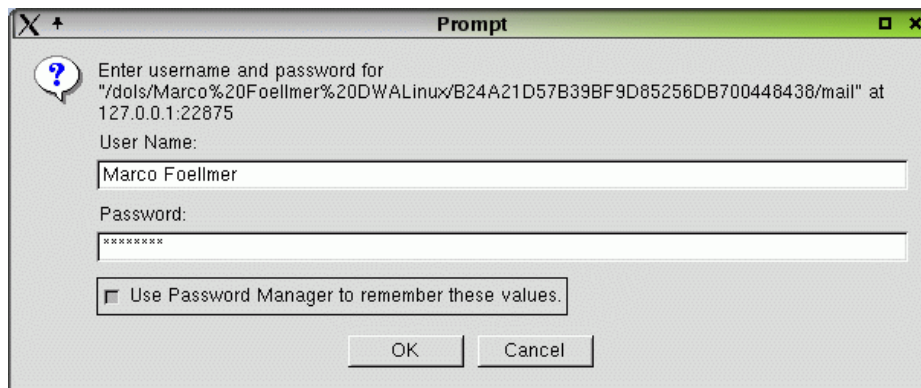 Prompt
Enter username and password for
"/dols/Marco%20Foellmer%20DWALinux/B24A21D57B39BF9D85256DB700448438/mail" at
127.0.0.1:22875
User Name:
Marco Foellmer
Password:
********
Use Password Manager to remember these values.
OK Cancel